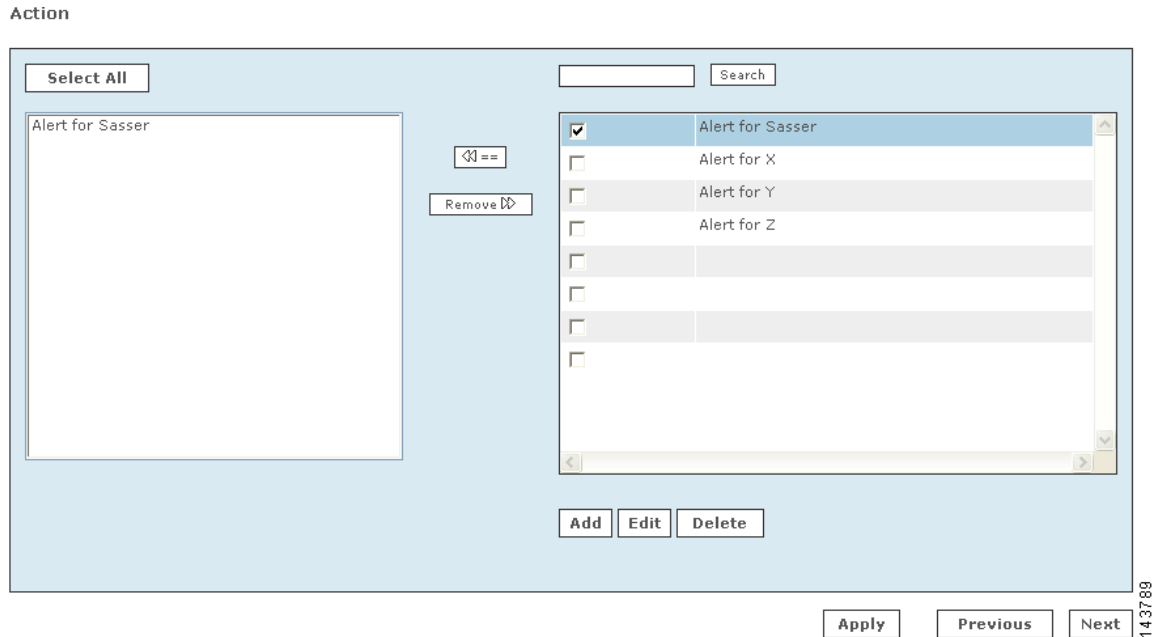 Action
Select All
Search
Alert for Sasser
==
Remove
Alert for Sasser
Alert for X
Alert for Y
Alert for Z
Add Edit Delete
Apply Previous Next
143789